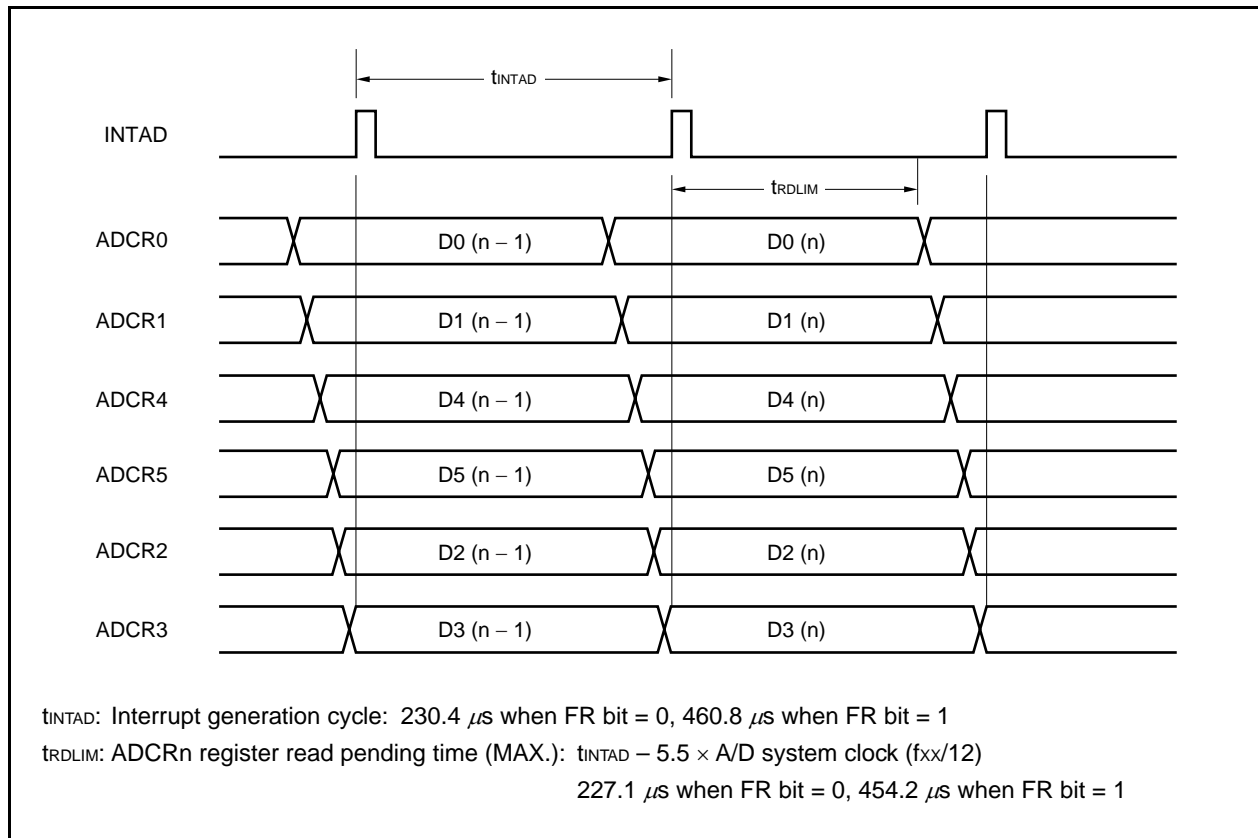 tINTAD
INTAD
tRDLIM
ADCR0 D0 (n − 1) D0 (n)
ADCR1 D1 (n − 1) D1 (n)
ADCR4 D4 (n − 1) D4 (n)
ADCR5 D5 (n − 1) D5 (n)
ADCR2 D2 (n − 1) D2 (n)
ADCR3 D3 (n − 1) D3 (n)
tINTAD: Interrupt generation cycle: 230.4 μs when FR bit = 0, 460.8 μs when FR bit = 1
tRDLIM: ADCRn register read pending time (MAX.): tINTAD − 5.5 × A/D system clock (fXX/12)
227.1 μs when FR bit = 0, 454.2 μs when FR bit = 1